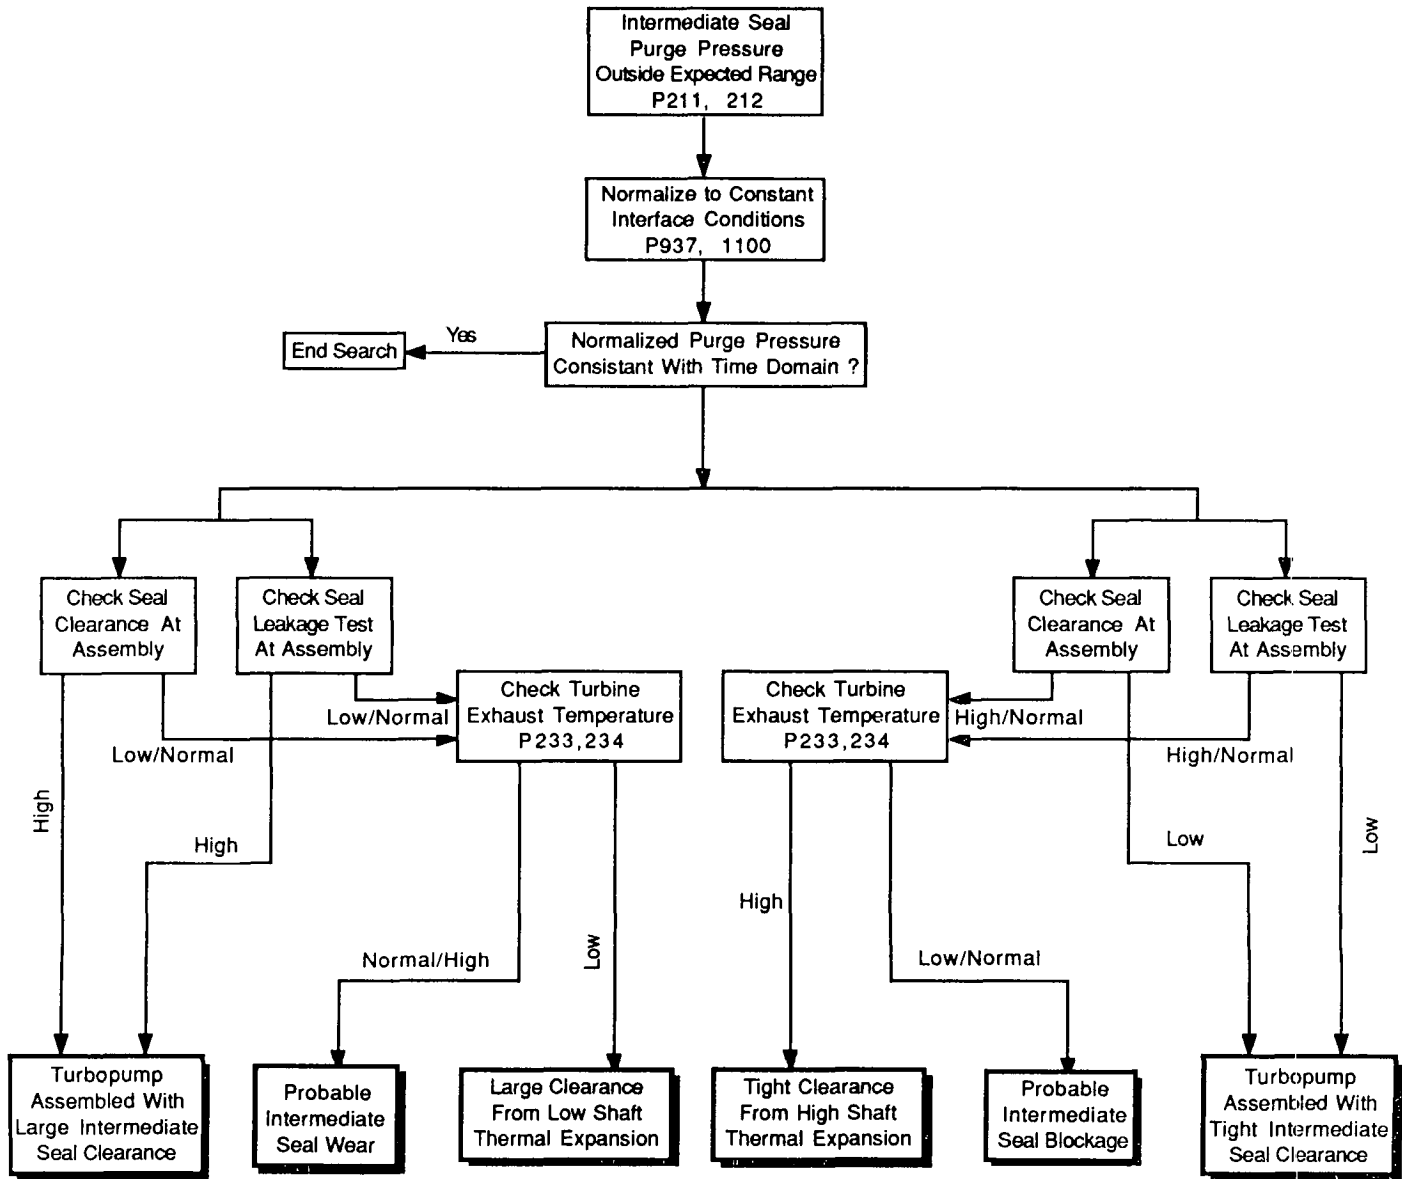 Intermediate Seal
Purge Pressure
Outside Expected Range
P211, 212
Normalize to Constant
Interface Conditions
P937, 1100
Yes
End Search
Normalized Purge Pressure
Consistant With Time Domain ?
Check Seal
Clearance At
Assembly
Check Seal
Leakage Test
At Assembly
Check Seal
Clearance At
Assembly
Check Seal
Leakage Test
At Assembly
Low/Normal
Low/Normal
Check Turbine
Exhaust Temperature
P233,234
Check Turbine
Exhaust Temperature
P233,234
High/Normal
High/Normal
High
High
Normal/High
Low
High
Low/Normal
Low
Low
Turbopump
Assembled With
Large Intermediate
Seal Clearance
Probable
Intermediate
Seal Wear
Large Clearance
From Low Shaft
Thermal Expansion
Tight Clearance
From High Shaft
Thermal Expansion
Probable
Intermediate
Seal Blockage
Turbopump
Assembled With
Tight Intermediate
Seal Clearance